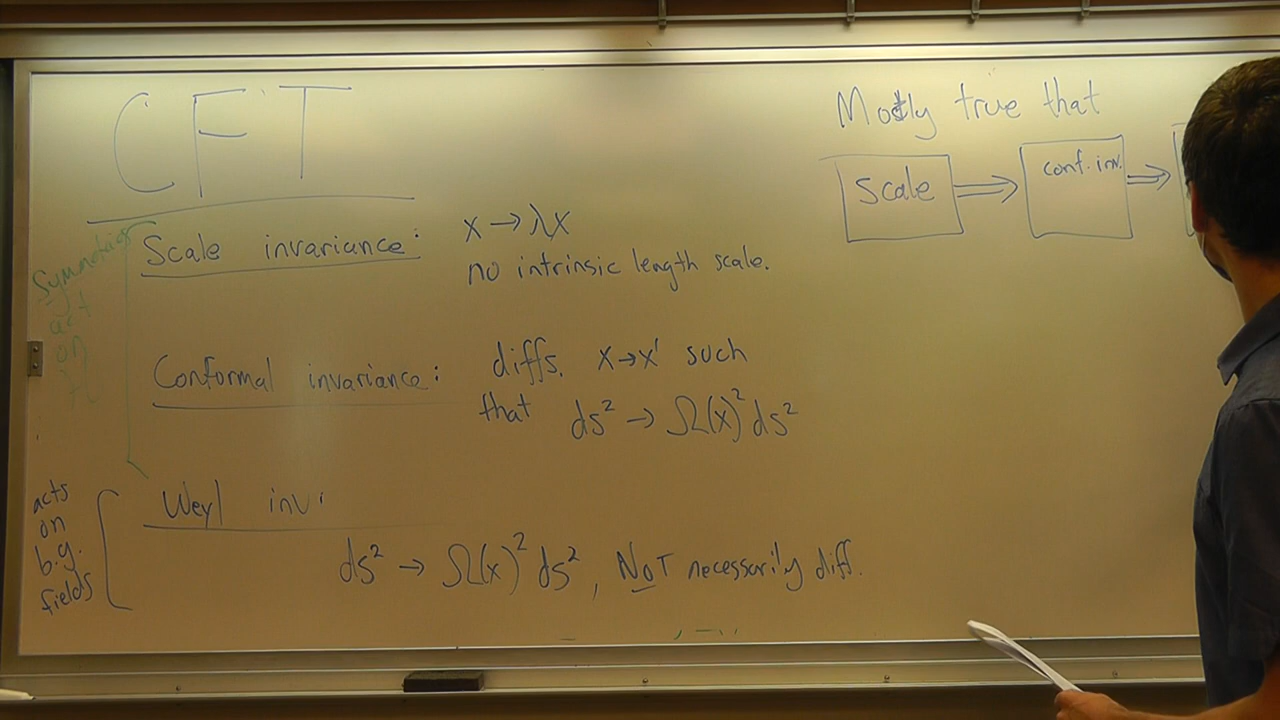 CFT
Mostly true that
Scale
conf. inv.
Scale invariance:
x → λx
no intrinsic length scale.
Symmetries
act
on
Conformal invariance:
diffs. x→x' such
that ds² → Ω(x)² ds²
acts
on
b.g.
fields
Weyl inv:
ds² → Ω(x)² ds², NOT necessarily diff.